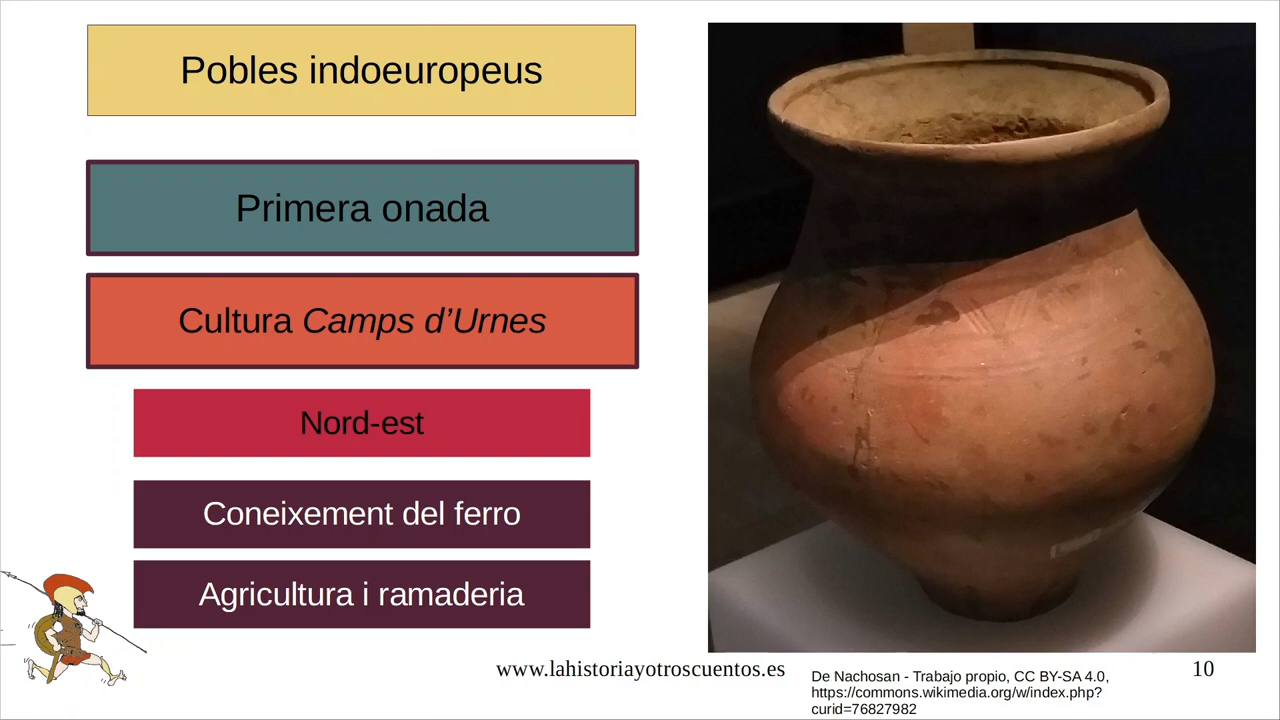 Pobles indoeuropeus
Primera onada
Cultura Camps d’Urnes
Nord-est
Coneixement del ferro
Agricultura i ramaderia
www.lahistoriayotroscuentos.es
De Nachosan - Trabajo propio, CC BY-SA 4.0,
https://commons.wikimedia.org/w/index.php?
curid=76827982
10